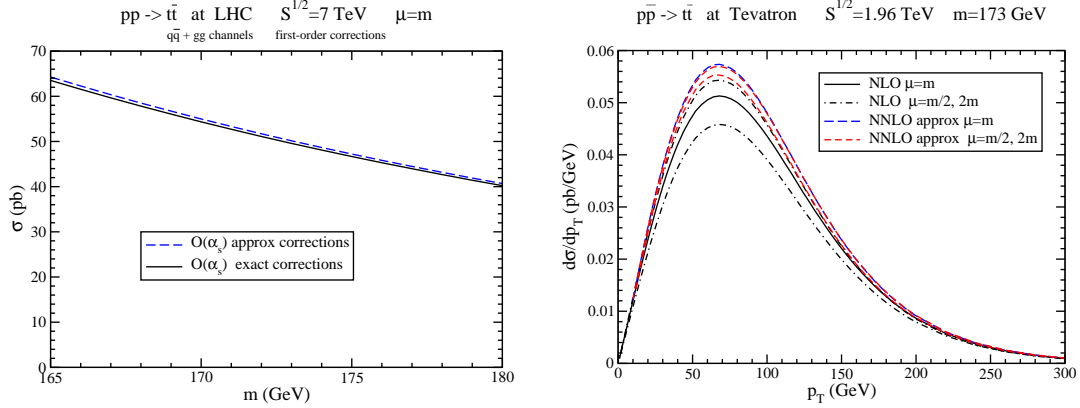 pp -> tt̄ at LHC S^1/2=7 TeV μ=m
qq̄ + gg channels first-order corrections
70
60
50
40
30
20
10
0
σ (pb)
O(α_s) approx corrections
O(α_s) exact corrections
165
170
175
180
m (GeV)
pp̄ -> tt̄ at Tevatron S^1/2=1.96 TeV m=173 GeV
0.06
0.05
0.04
0.03
0.02
0.01
0
dσ/dp_T (pb/GeV)
NLO μ=m
NLO μ=m/2, 2m
NNLO approx μ=m
NNLO approx μ=m/2, 2m
0
50
100
150
200
250
300
p_T (GeV)